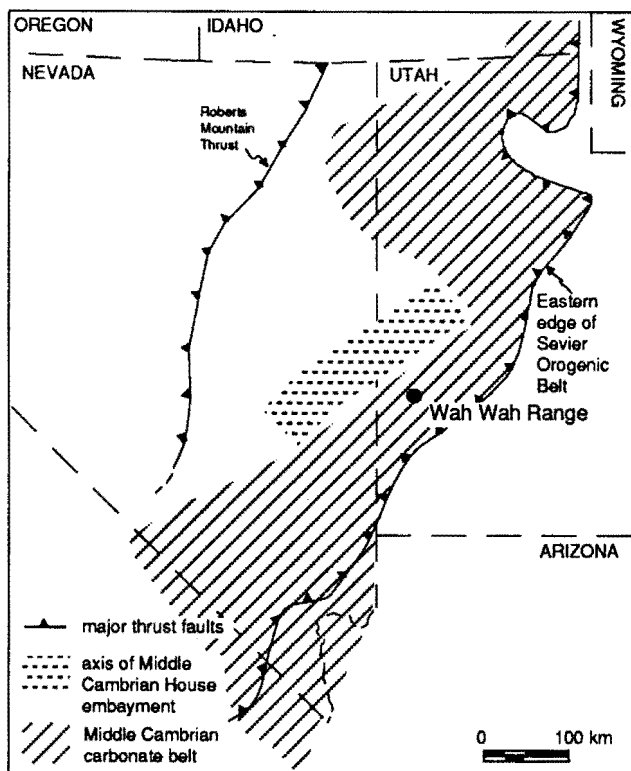 OREGON
IDAHO
WYOMING
NEVADA
UTAH
Roberts
Mountain
Thrust
Eastern
edge of
Sevier
Orogenic
Belt
Wah Wah Range
ARIZONA
major thrust faults
axis of Middle
Cambrian House
embayment
Middle Cambrian
carbonate belt
0 100 km